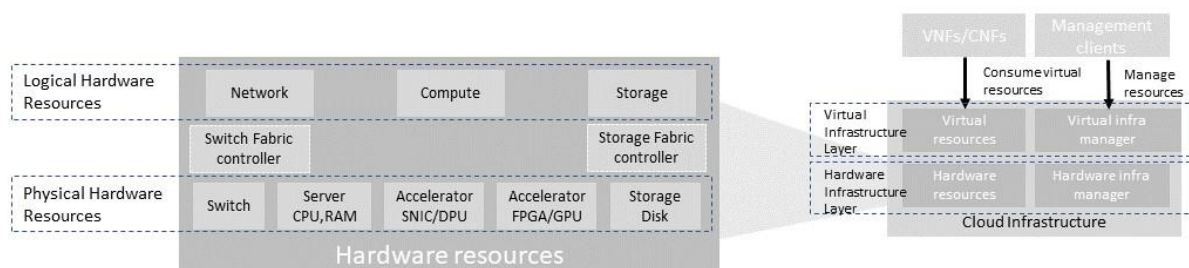 Logical Hardware
Resources
Network
Compute
Storage
Switch Fabric
controller
Storage Fabric
controller
Physical Hardware
Resources
Switch
Server
CPU,RAM
Accelerator
SNIC/DPU
Accelerator
FPGA/GPU
Storage
Disk
Hardware resources
VNFs/CNFs
Management
clients
Consume virtual
resources
Manage
resources
Virtual
Infrastructure
Layer
Virtual
resources
Virtual infra
manager
Hardware
Infrastructure
Layer
Hardware
resources
Hardware infra
manager
Cloud Infrastructure